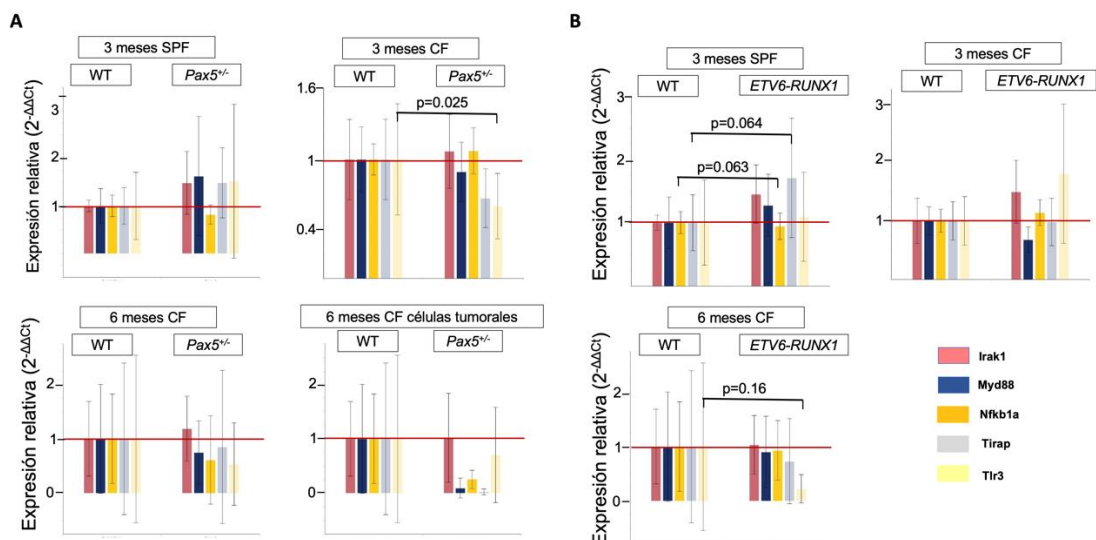 A
3 meses SPF
WT
Pax5+/-
Expresión relativa (2-ΔΔCt)
3
2
1
3 meses CF
WT
Pax5+/-
1.6
1
0.4
p=0.025
6 meses CF
WT
Pax5+/-
Expresión relativa (2-ΔΔCt)
2
1
0
6 meses CF células tumorales
WT
Pax5+/-
2
1
0
B
3 meses SPF
WT
ETV6-RUNX1
Expresión relativa (2-ΔΔCt)
3
2
1
p=0.064
p=0.063
3 meses CF
WT
ETV6-RUNX1
3
2
1
6 meses CF
WT
ETV6-RUNX1
Expresión relativa (2-ΔΔCt)
2
1
0
p=0.16
Irak1
Myd88
Nfkb1a
Tirap
Tlr3